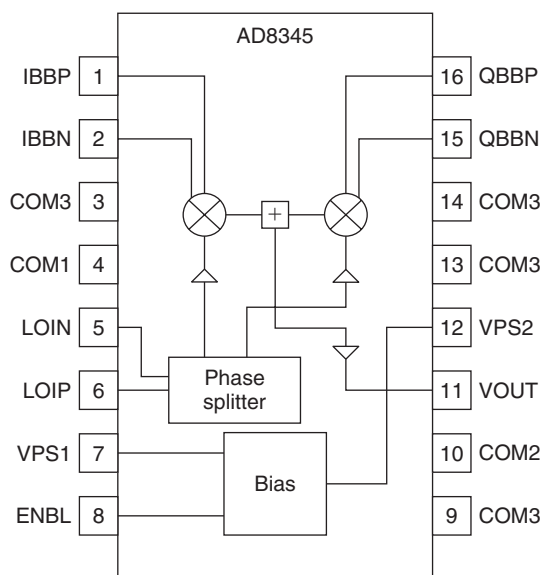 AD8345
IBBP 1
16 QBBP
IBBN 2
15 QBBN
COM3 3
14 COM3
+
COM1 4
13 COM3
LOIN 5
12 VPS2
LOIP 6
Phase
splitter
11 VOUT
VPS1 7
10 COM2
Bias
ENBL 8
9 COM3